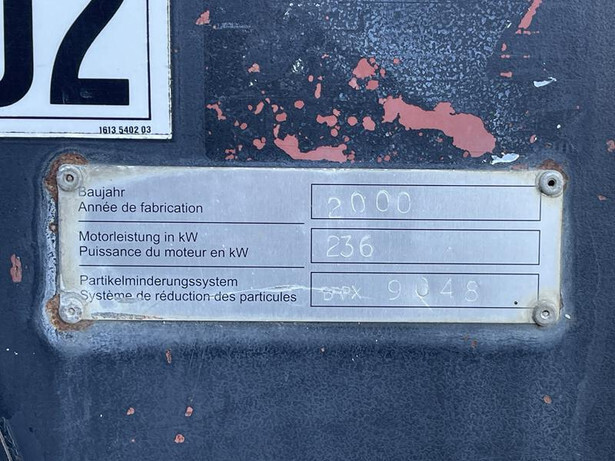 02
1613 5402 03
Baujahr
Année de fabrication
2000
Motorleistung in kW
Puissance du moteur en kW
236
Partikelminderungssystem
Système de réduction des particules
9045